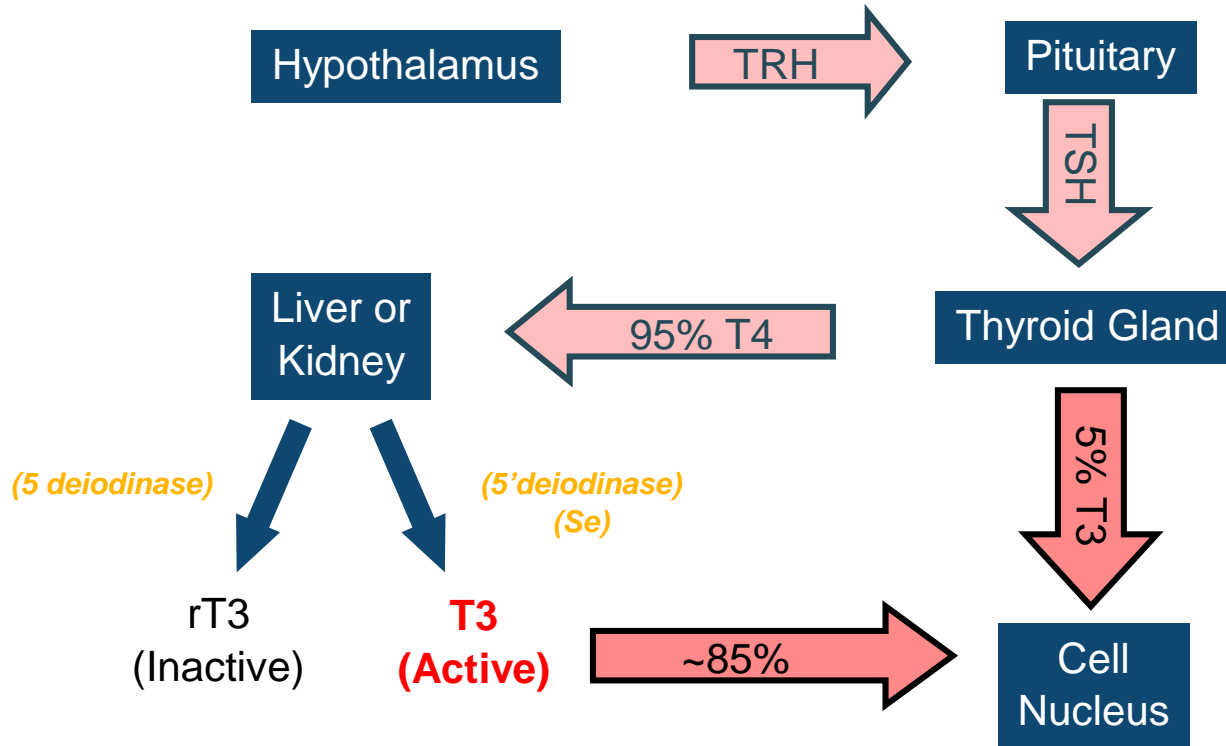 Hypothalamus
TRH
Pituitary
TSH
Liver or
Kidney
95% T4
Thyroid Gland
(5 deiodinase)
(5’deiodinase)
(Se)
5% T3
rT3
(Inactive)
T3
(Active)
~85%
Cell
Nucleus